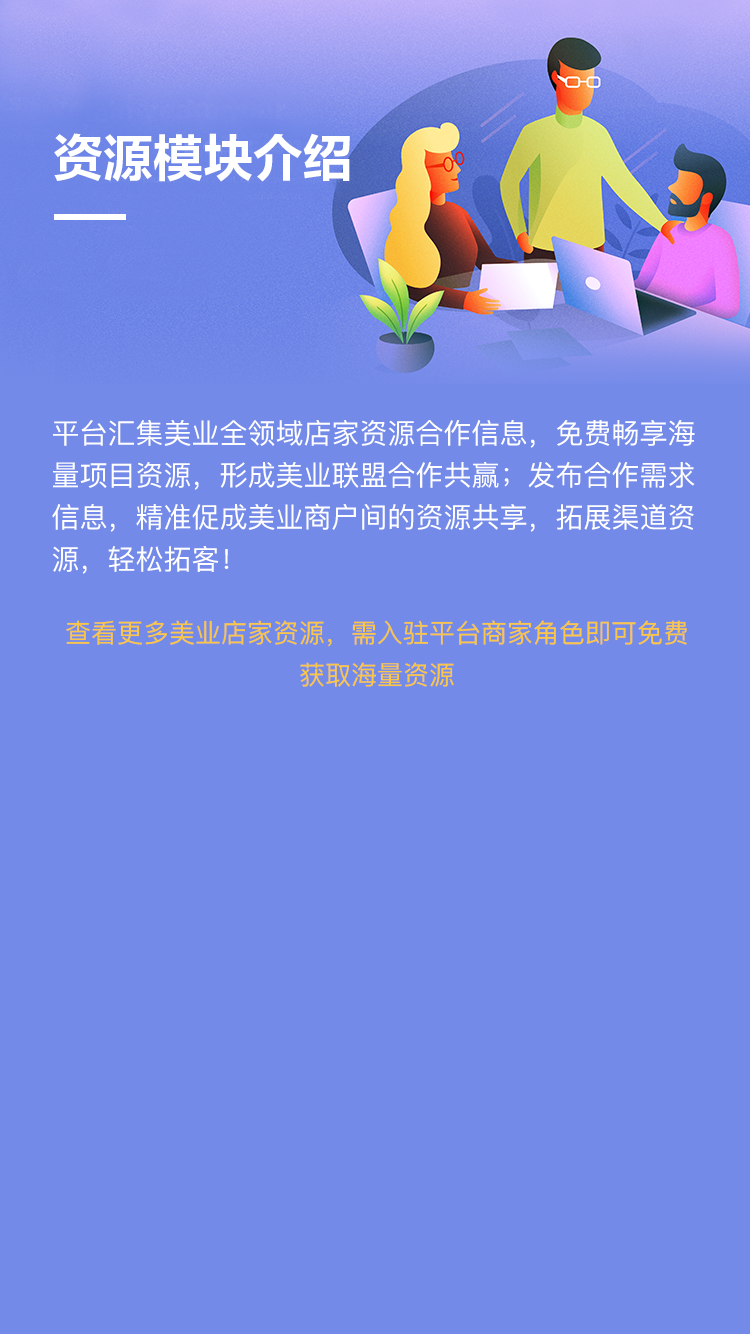 资源模块介绍
平台汇集美业全领域店家资源合作信息，免费畅享海
量项目资源，形成美业联盟合作共赢；发布合作需求
信息，精准促成美业商户间的资源共享，拓展渠道资
源，轻松拓客！
查看更多美业店家资源，需入驻平台商家角色即可免费
获取海量资源